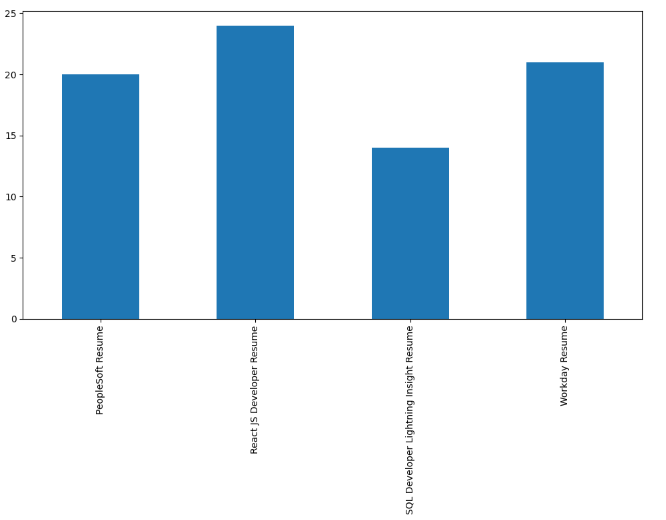 25
20
15
10
5
0
PeopleSoft Resume
React JS Developer Resume
SQL Developer Lightning Insight Resume
Workday Resume